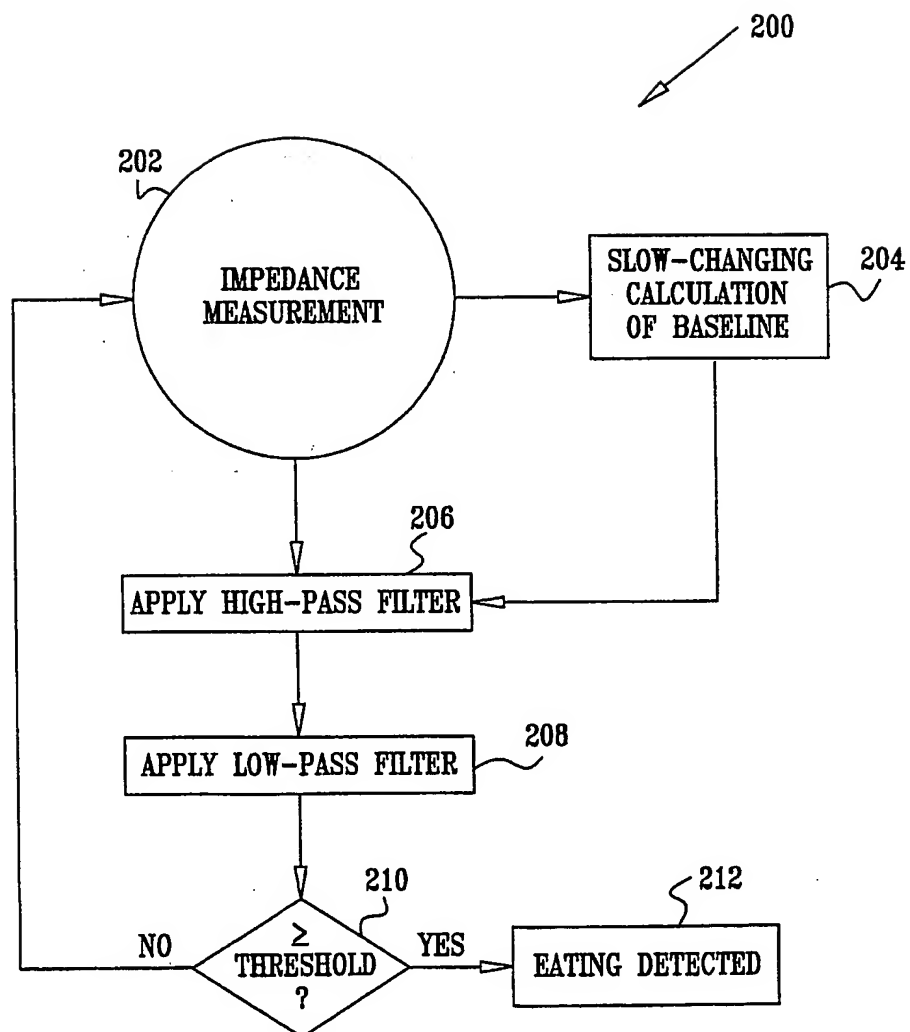 200
202
IMPEDANCE
MEASUREMENT
SLOW-CHANGING
CALCULATION
OF BASELINE
204
206
APPLY HIGH-PASS FILTER
APPLY LOW-PASS FILTER
208
210
≥
THRESHOLD
?
NO
YES
212
EATING DETECTED